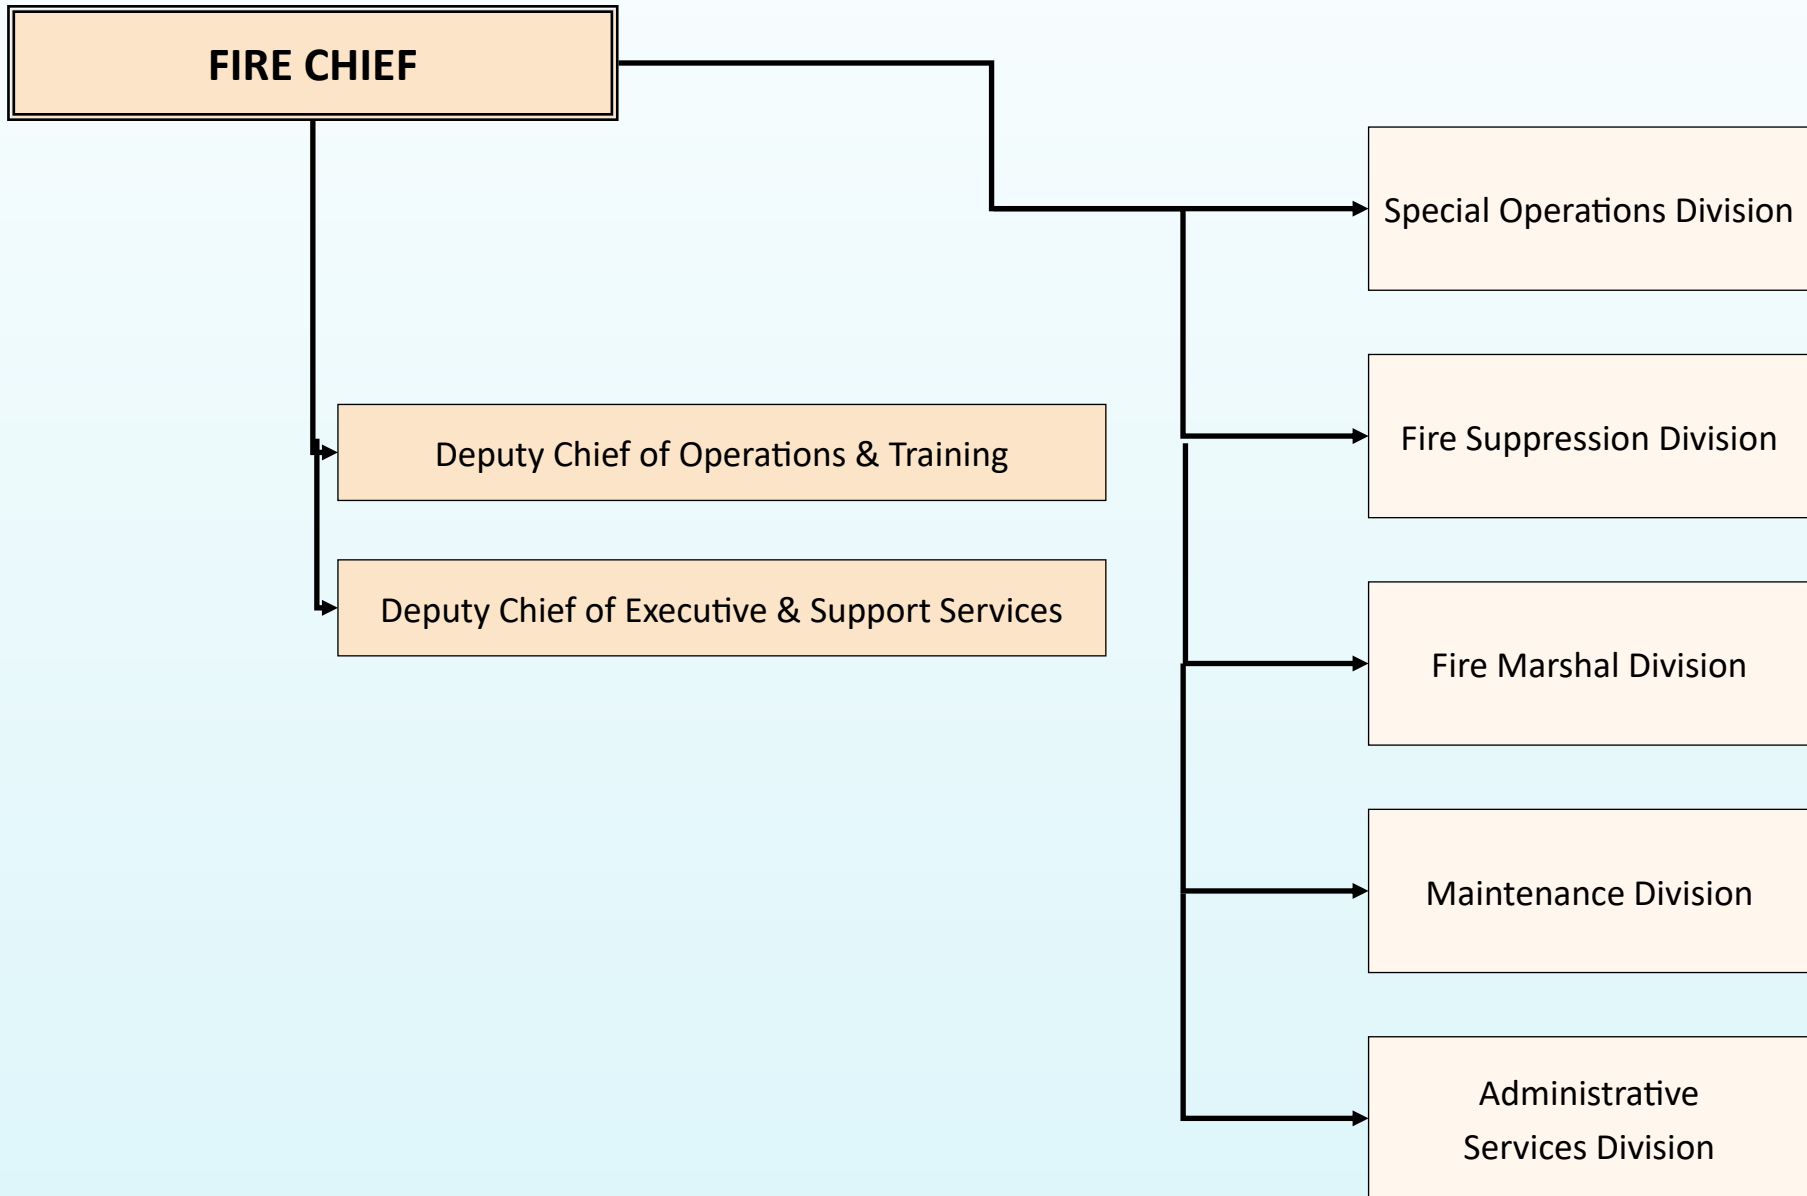 FIRE CHIEF
Special Operations Division
Fire Suppression Division
Deputy Chief of Operations & Training
Deputy Chief of Executive & Support Services
Fire Marshal Division
Maintenance Division
Administrative
Services Division